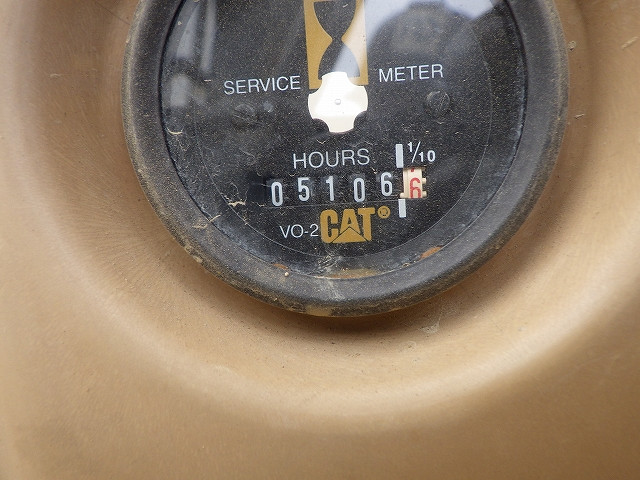 SERVICE METER
HOURS 1/10
051066
VO-2 CAT ®